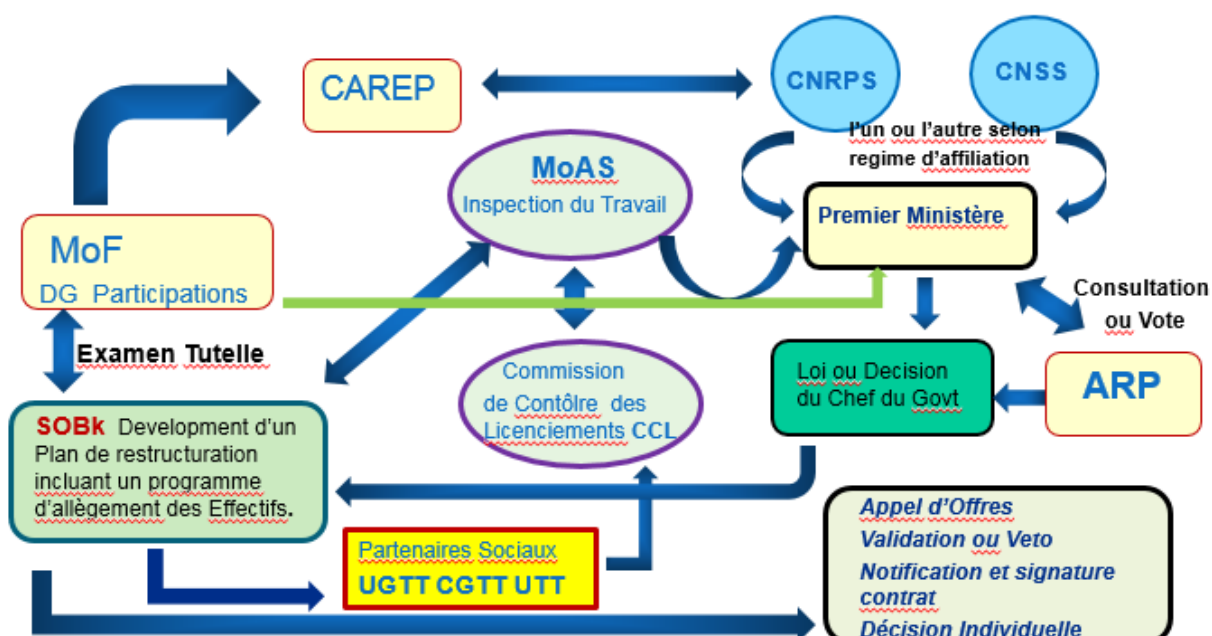 CAREP
CNRPS
CNSS
l'un ou l'autre selon
regime d'affiliation
MoAS
Inspection du Travail
Premier Ministère
MoF
DG Participations
Consultation
ou Vote
Examen Tutelle
Commission
de Contôlre des
Licenciements CCL
Loi ou Decision
du Chef du Govt
ARP
SOBk Development d'un
Plan de restructuration
incluant un programme
d'allègement des Effectifs.
Partenaires Sociaux
UGTT CGTT UTT
Appel d'Offres
Validation ou Veto
Notification et signature
contrat
Décision Individuelle